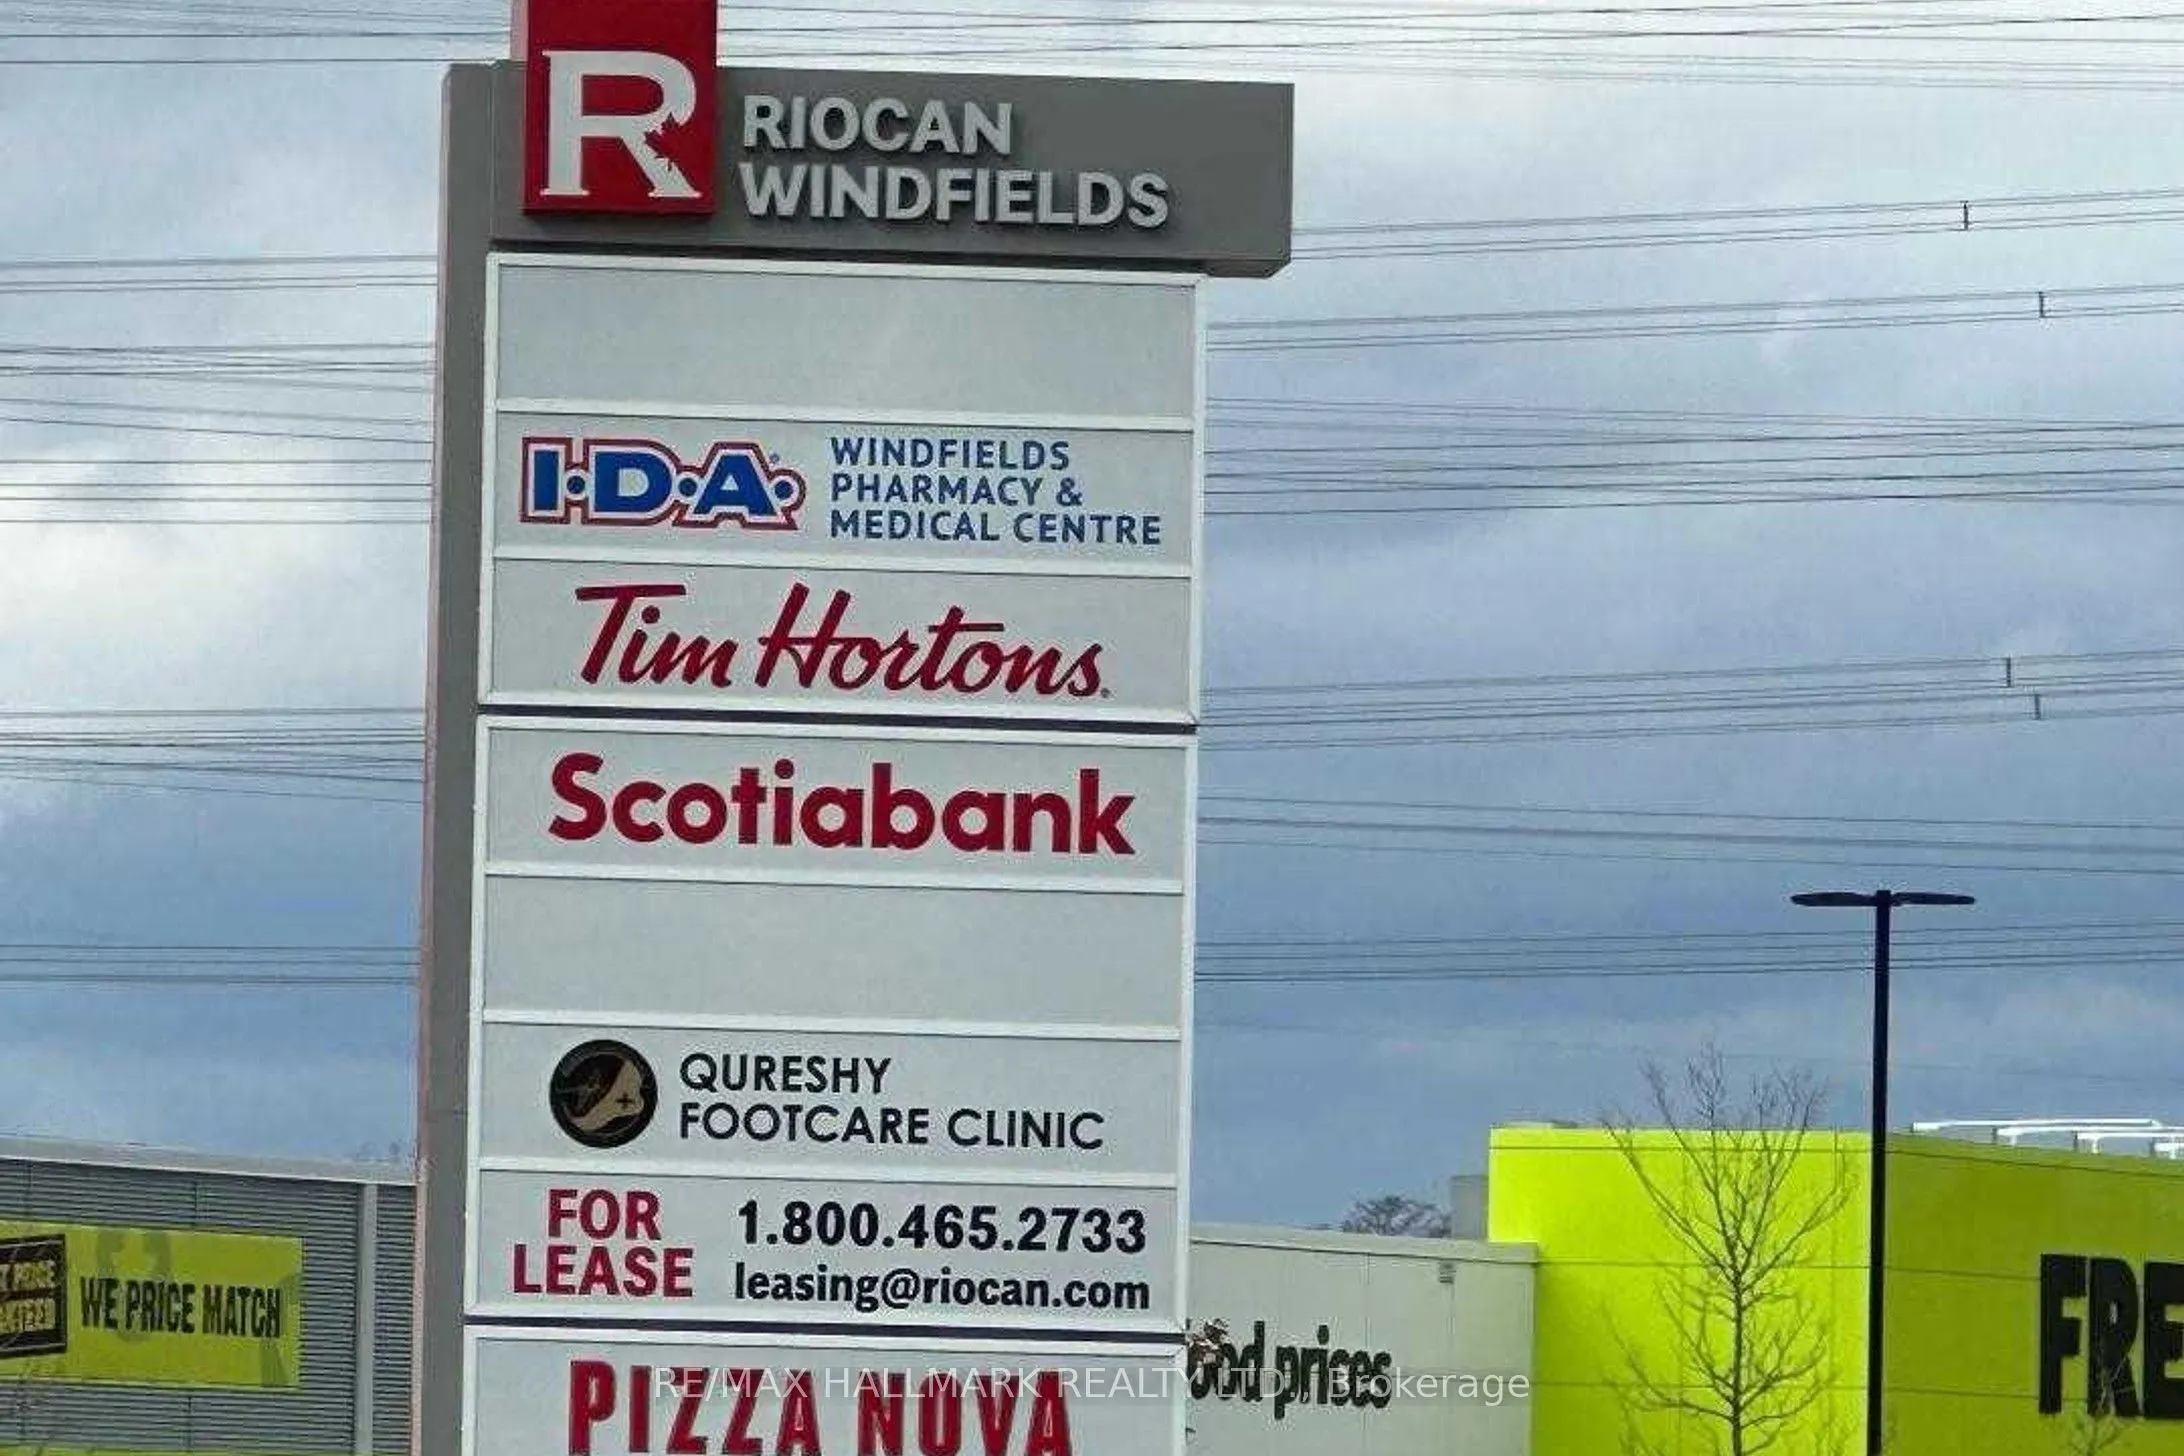 R
RIOCAN
WINDFIELDS
I·D·A·
WINDFIELDS
PHARMACY &
MEDICAL CENTRE
Tim Hortons.
Scotiabank
QURESHY
FOOTCARE CLINIC
FOR
LEASE
1.800.465.2733
leasing@riocan.com
WE PRICE MATCH
PIZZA NOVA
ood prices
FRE
RE/MAX HALLMARK REALTY LTD., Brokerage